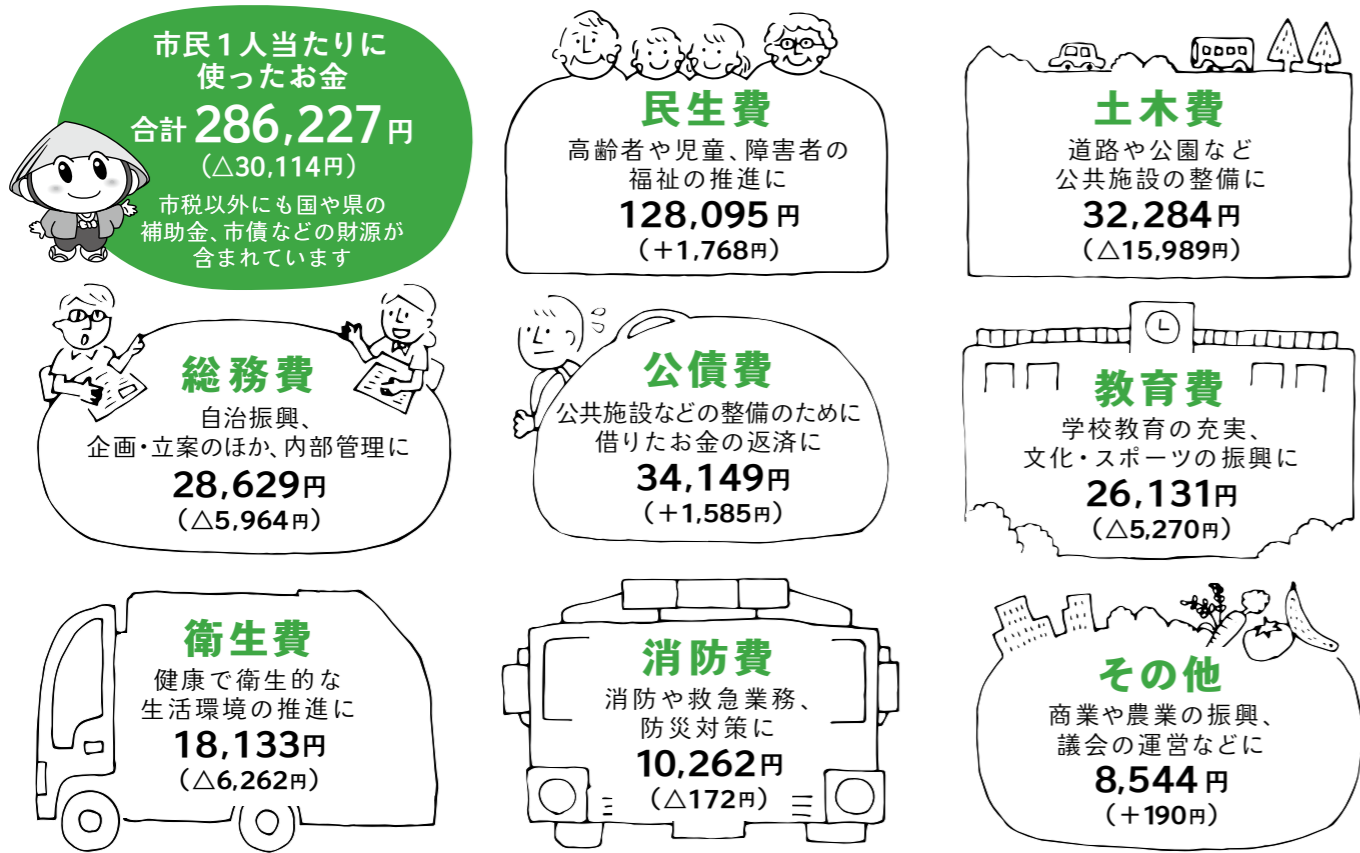 市民1人当たりに
使ったお金
合計 286,227円
(△30,114円)
市税以外にも国や県の
補助金、市債などの財源が
含まれています
民生費
高齢者や児童、障害者の
福祉の推進に
128,095円
(+1,768円)
土木費
道路や公園など
公共施設の整備に
32,284円
(△15,989円)
総務費
自治振興、
企画・立案のほか、内部管理に
28,629円
(△5,964円)
公債費
公共施設などの整備のために
借りたお金の返済に
34,149円
(+1,585円)
教育費
学校教育の充実、
文化・スポーツの振興に
26,131円
(△5,270円)
衛生費
健康で衛生的な
生活環境の推進に
18,133円
(△6,262円)
消防費
消防や救急業務、
防災対策に
10,262円
(△172円)
その他
商業や農業の振興、
議会の運営などに
8,544円
(+190円)